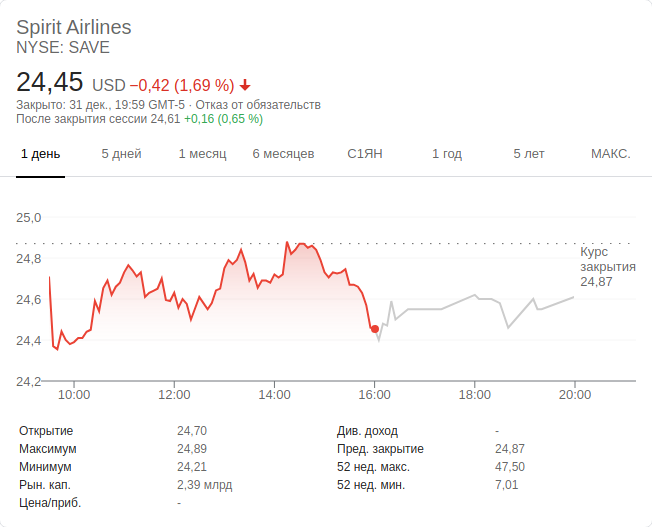 Spirit Airlines
NYSE: SAVE
24,45 USD −0,42 (1,69 %)
Закрыто: 31 дек., 19:59 GMT-5 · Отказ от обязательств
После закрытия сессии 24,61 +0,16 (0,65 %)
1 день 5 дней 1 месяц 6 месяцев С1ЯН 1 год 5 лет МАКС.
25,0
24,8
Курс
закрытия
24,87
24,6
24,4
24,2
10:00 12:00 14:00 16:00 18:00 20:00
Открытие 24,70 Див. доход -
Максимум 24,89 Пред. закрытие 24,87
Минимум 24,21 52 нед. макс. 47,50
Рын. кап. 2,39 млрд 52 нед. мин. 7,01
Цена/приб. -